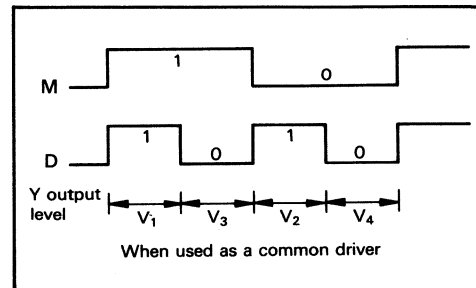 M 1 0
D 1 0 1 0
Y output
level V1 V3 V2 V4
When used as a common driver